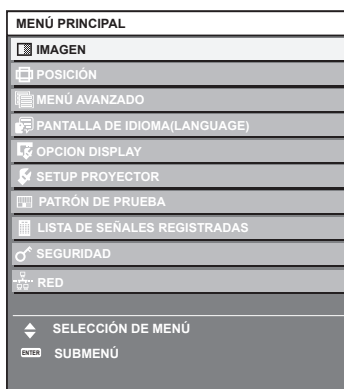 MENÚ PRINCIPAL
IMAGEN
POSICIÓN
MENÚ AVANZADO
PANTALLA DE IDIOMA(LANGUAGE)
OPCION DISPLAY
SETUP PROYECTOR
PATRÓN DE PRUEBA
LISTA DE SEÑALES REGISTRADAS
SEGURIDAD
RED
SELECCIÓN DE MENÚ
ENTER SUBMENÚ